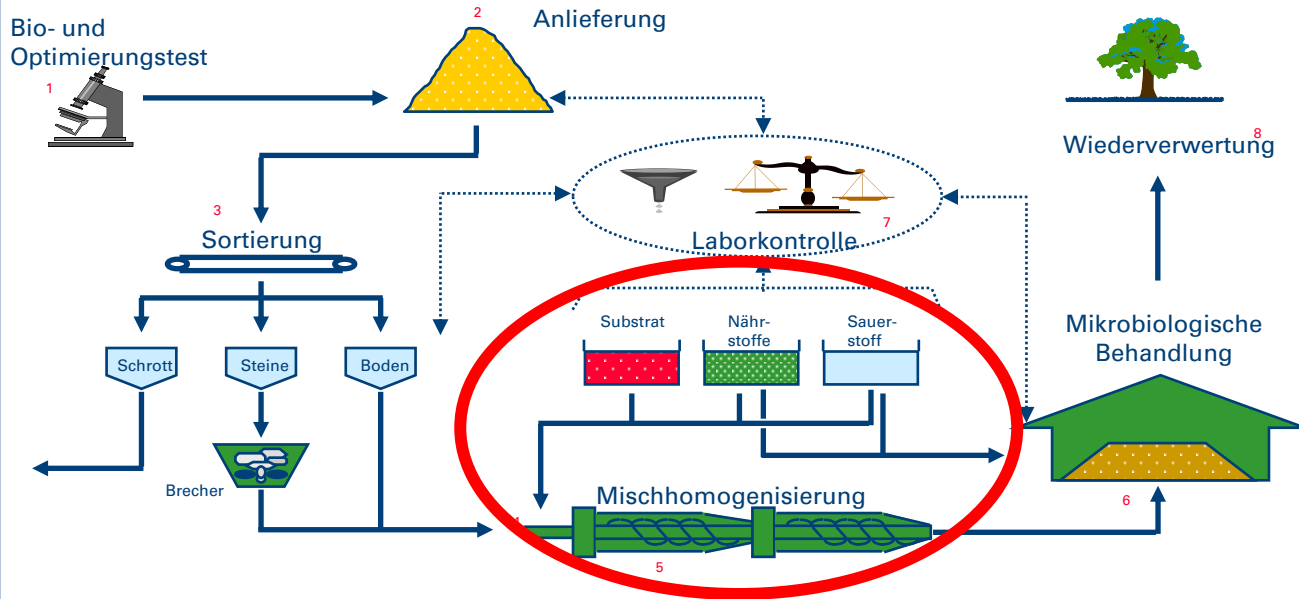 Bio- und
Optimierungstest
1
2
Anlieferung
8
Wiederverwertung
3
Sortierung
7
Laborkontrolle
Schrott
Steine
Boden
Substrat
Nähr-
stoffe
Sauer-
stoff
Mikrobiologische
Behandlung
Brecher
Mischhomogenisierung
5
6